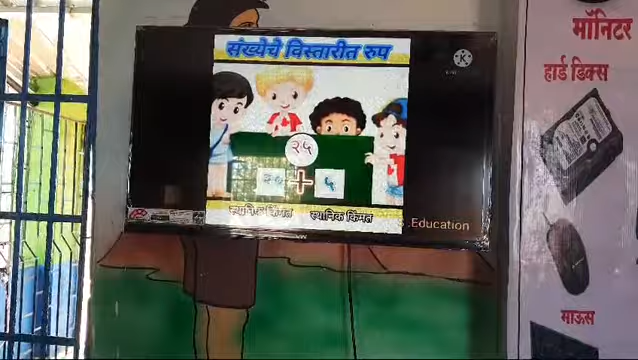 संख्येचे विस्तारीत रुप
२५
२० + ५
स्थानिक किंमत स्थानिक किंमत
.Education
मॉनिटर
हार्ड डिक्स
माऊस